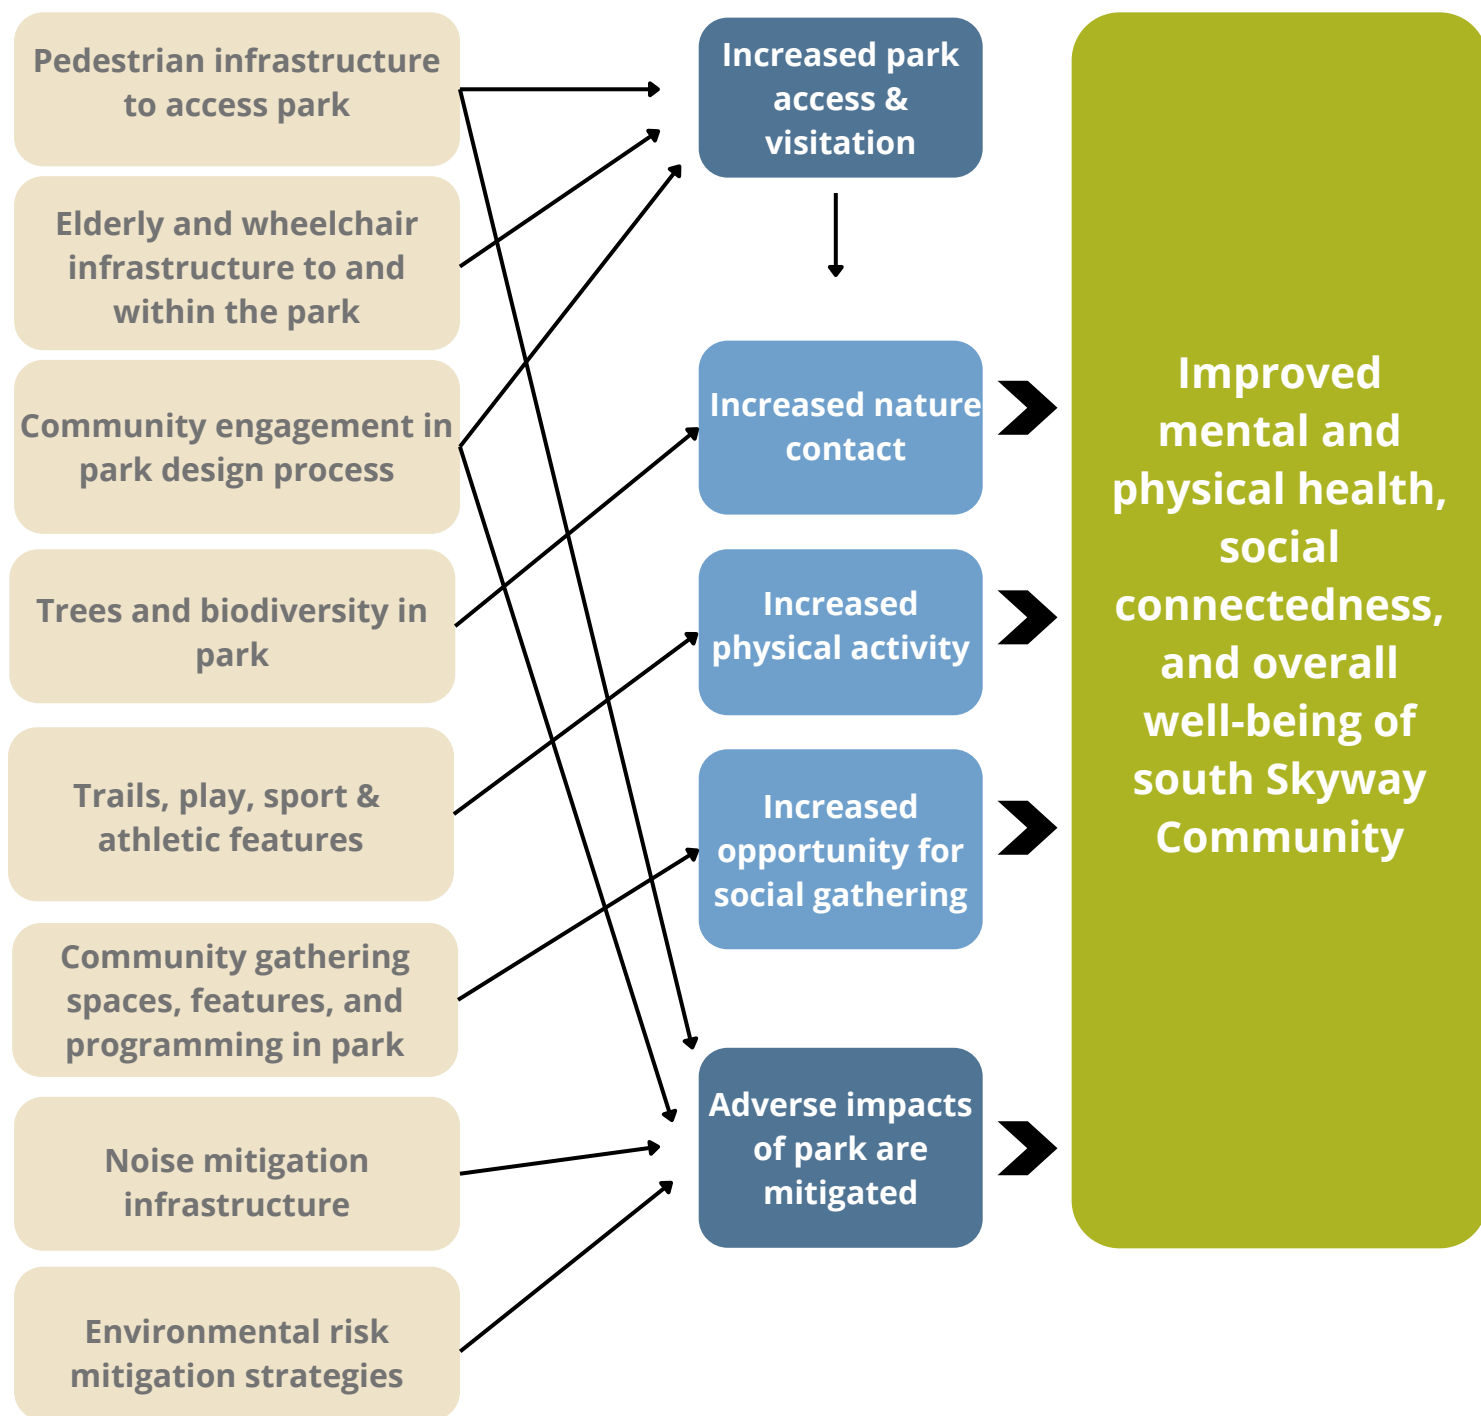 Pedestrian infrastructure
to access park
Elderly and wheelchair
infrastructure to and
within the park
Community engagement in
park design process
Trees and biodiversity in
park
Trails, play, sport &
athletic features
Community gathering
spaces, features, and
programming in park
Noise mitigation
infrastructure
Environmental risk
mitigation strategies
Increased park
access &
visitation
Increased nature
contact
Increased
physical activity
Increased
opportunity for
social gathering
Adverse impacts
of park are
mitigated
Improved
mental and
physical health,
social
connectedness,
and overall
well-being of
south Skyway
Community